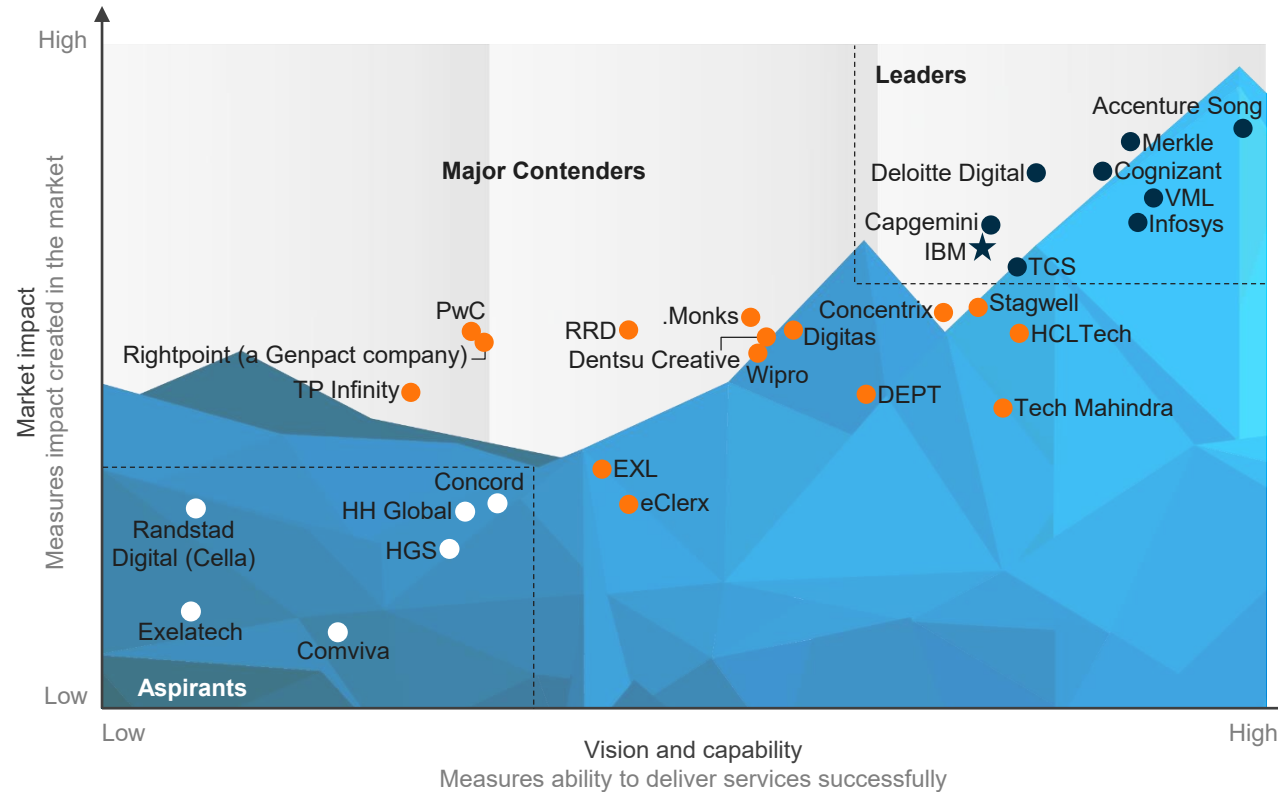 High
Leaders
Accenture Song
Merkle
Major Contenders
Deloitte Digital
Cognizant
VML
Capgemini
Infosys
IBM
TCS
Market impact
Measures impact created in the market
PwC
.Monks
Concentrix
Stagwell
RRD
Digitas
HCLTech
Rightpoint (a Genpact company)
Dentsu Creative
Wipro
TP Infinity
DEPT
Tech Mahindra
EXL
Concord
eClerx
HH Global
Randstad
Digital (Cella)
HGS
Exelatech
Comviva
Aspirants
Low
Low
High
Vision and capability
Measures ability to deliver services successfully